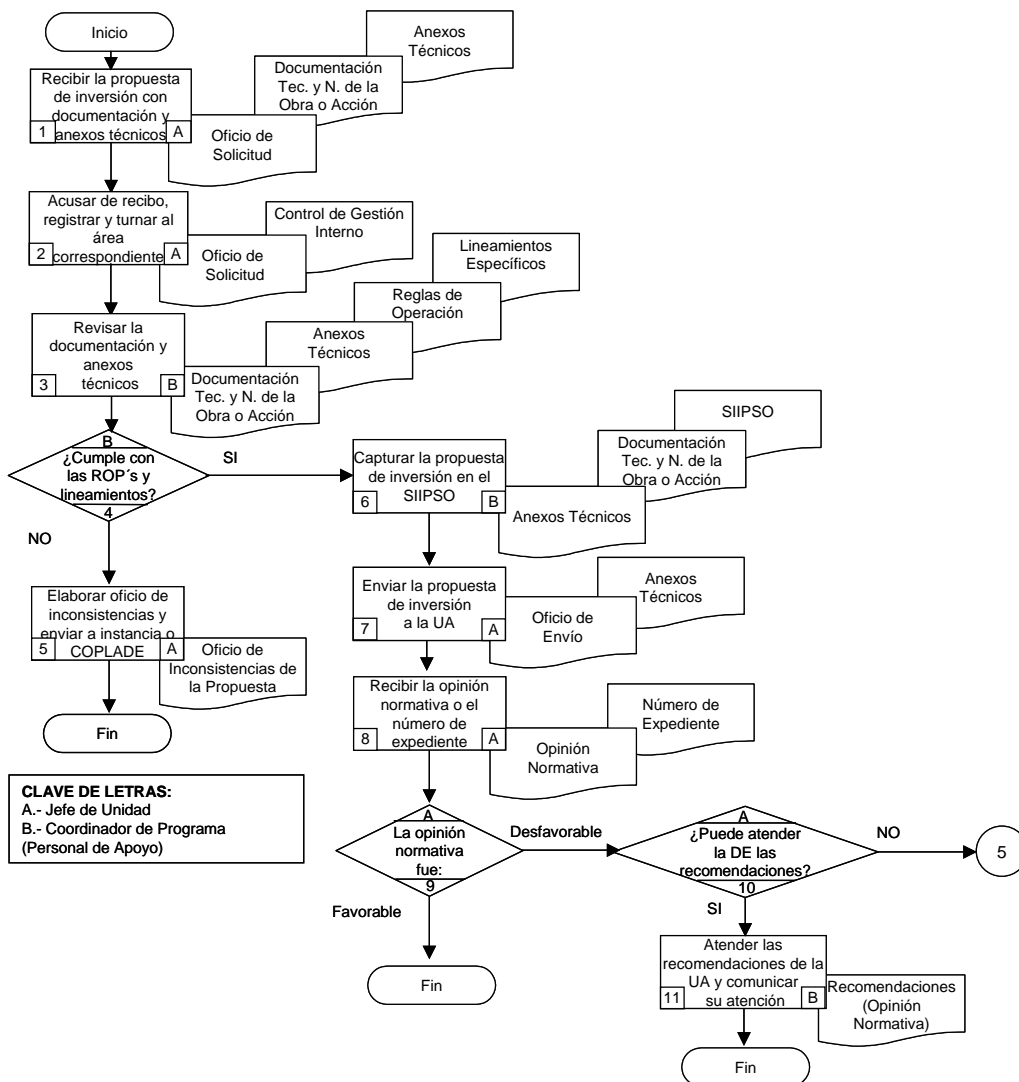 Inicio
Anexos
Técnicos
Recibir la propuesta
de inversión con
documentación y
anexos técnicos
1
A
Documentación
Tec. y N. de la
Obra o Acción
Oficio de
Solicitud
Acusar de recibo,
registrar y turnar al
área
correspondiente
2
A
Control de Gestión
Interno
Oficio de
Solicitud
Lineamientos
Específicos
Reglas de
Operación
Revisar la
documentación y
anexos
técnicos
3
B
Anexos
Técnicos
Documentación
Tec. y N. de la
Obra o Acción
B
¿Cumple con
las ROP´s y
lineamientos?
4
SI
NO
Capturar la propuesta
de inversión en el
SIIPSO
6
B
SIIPSO
Documentación
Tec. y N. de la
Obra o Acción
Anexos Técnicos
Elaborar oficio de
inconsistencias y
enviar a instancia o
COPLADE
5
A
Oficio de
Inconsistencias de
la Propuesta
Fin
Enviar la propuesta
de inversión
a la UA
7
A
Anexos
Técnicos
Oficio de
Envío
Recibir la opinión
normativa o el
número de
expediente
8
A
Número de
Expediente
Opinión
Normativa
CLAVE DE LETRAS:
A.- Jefe de Unidad
B.- Coordinador de Programa
(Personal de Apoyo)
A
La opinión
normativa
fue:
9
Desfavorable
Favorable
Fin
A
¿Puede atender
la DE las
recomendaciones?
10
NO
5
SI
Atender las
recomendaciones de la
UA y comunicar
su atención
11
B
Recomendaciones
(Opinión
Normativa)
Fin